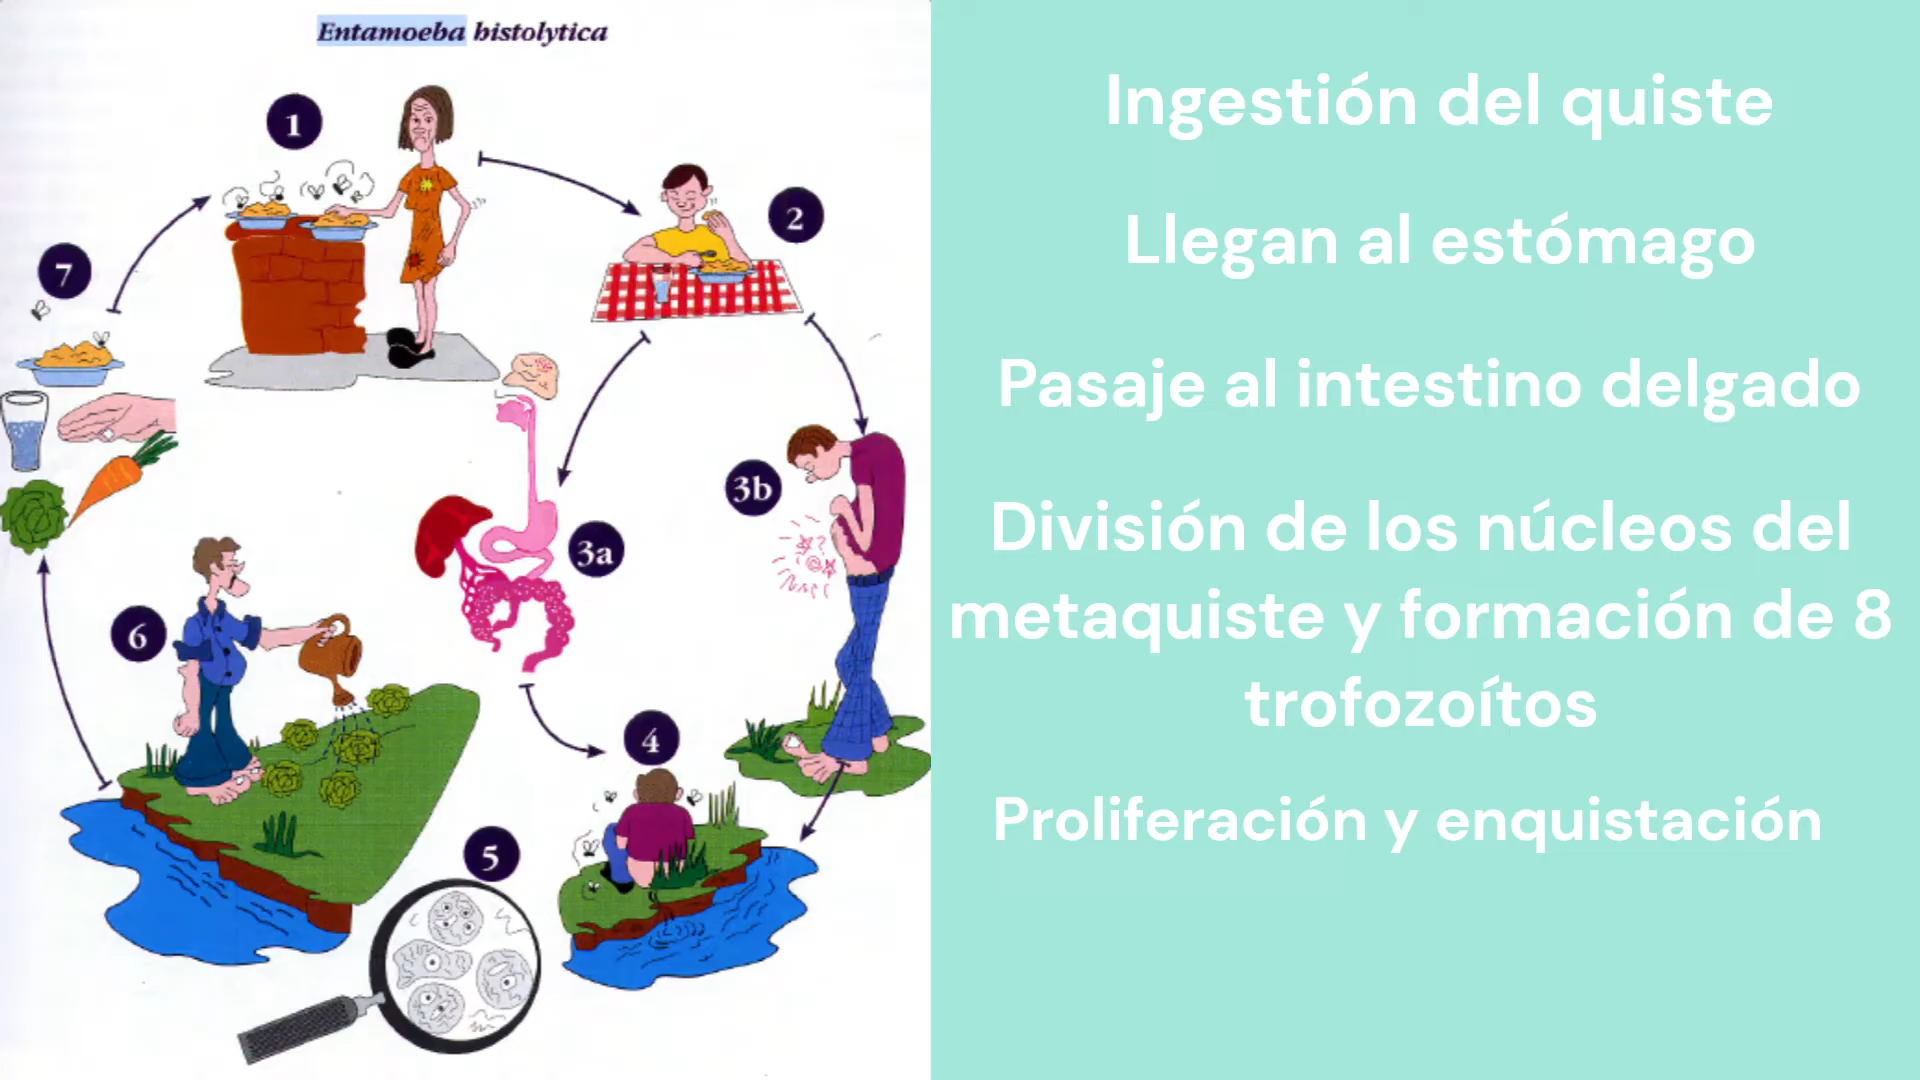 Entamoeba histolytica
1
2
7
3b
3a
6
4
5
Ingestión del quiste
Llegan al estómago
Pasaje al intestino delgado
División de los núcleos del
metaquiste y formación de 8
trofozoítos
Proliferación y enquistación